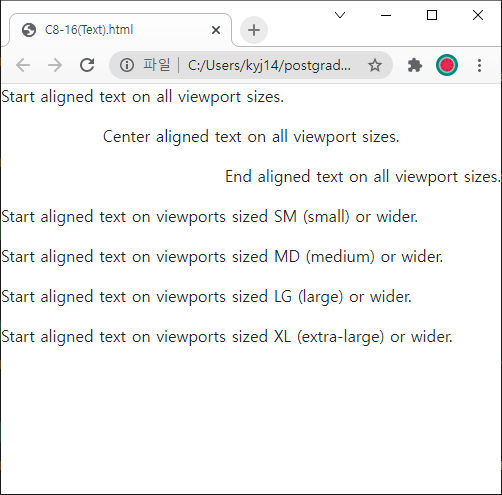 C8-16(Text).html
파일 C:/Users/kyj14/postgrad...
Start aligned text on all viewport sizes.
Center aligned text on all viewport sizes.
End aligned text on all viewport sizes.
Start aligned text on viewports sized SM (small) or wider.
Start aligned text on viewports sized MD (medium) or wider.
Start aligned text on viewports sized LG (large) or wider.
Start aligned text on viewports sized XL (extra-large) or wider.